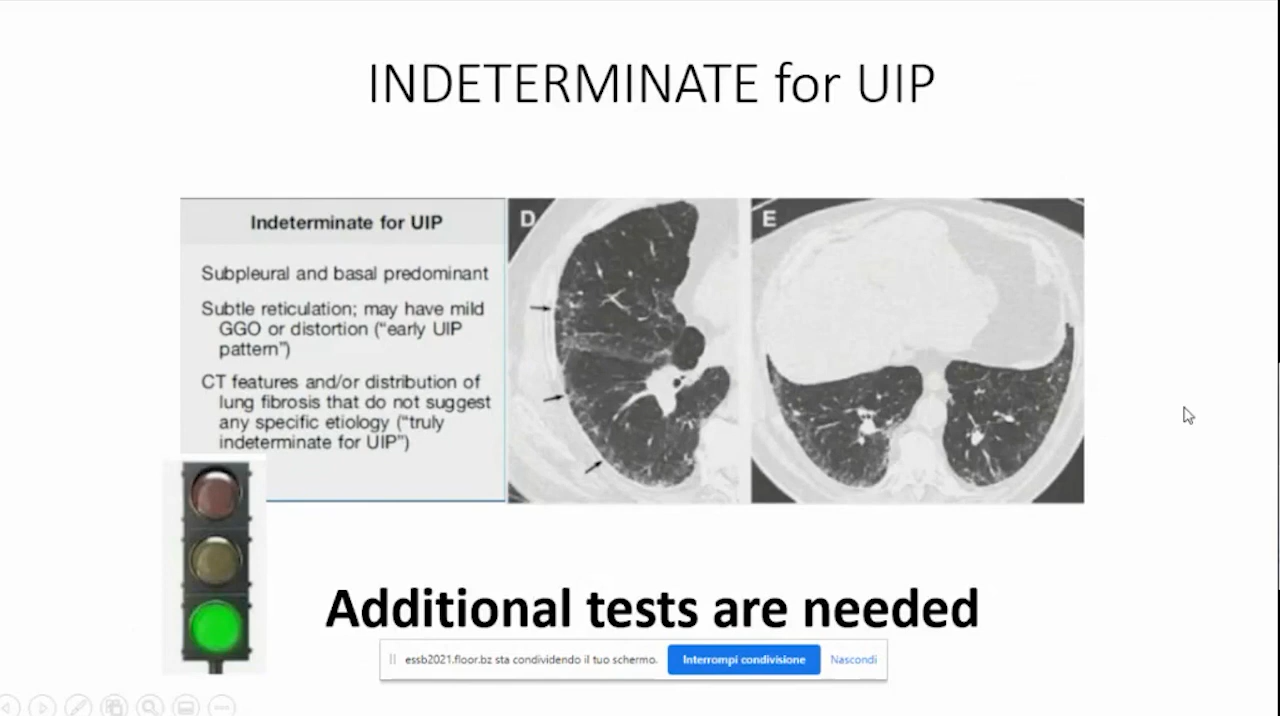 INDETERMINATE for UIP
Indeterminate for UIP
Subpleural and basal predominant
Subtle reticulation; may have mild
GGO or distortion (“early UIP
pattern”)
CT features and/or distribution of
lung fibrosis that do not suggest
any specific etiology (“truly
indeterminate for UIP”)
D
E
Additional tests are needed
essb2021.floor.bz sta condividendo il tuo schermo.
Interrompi condivisione
Nascondi